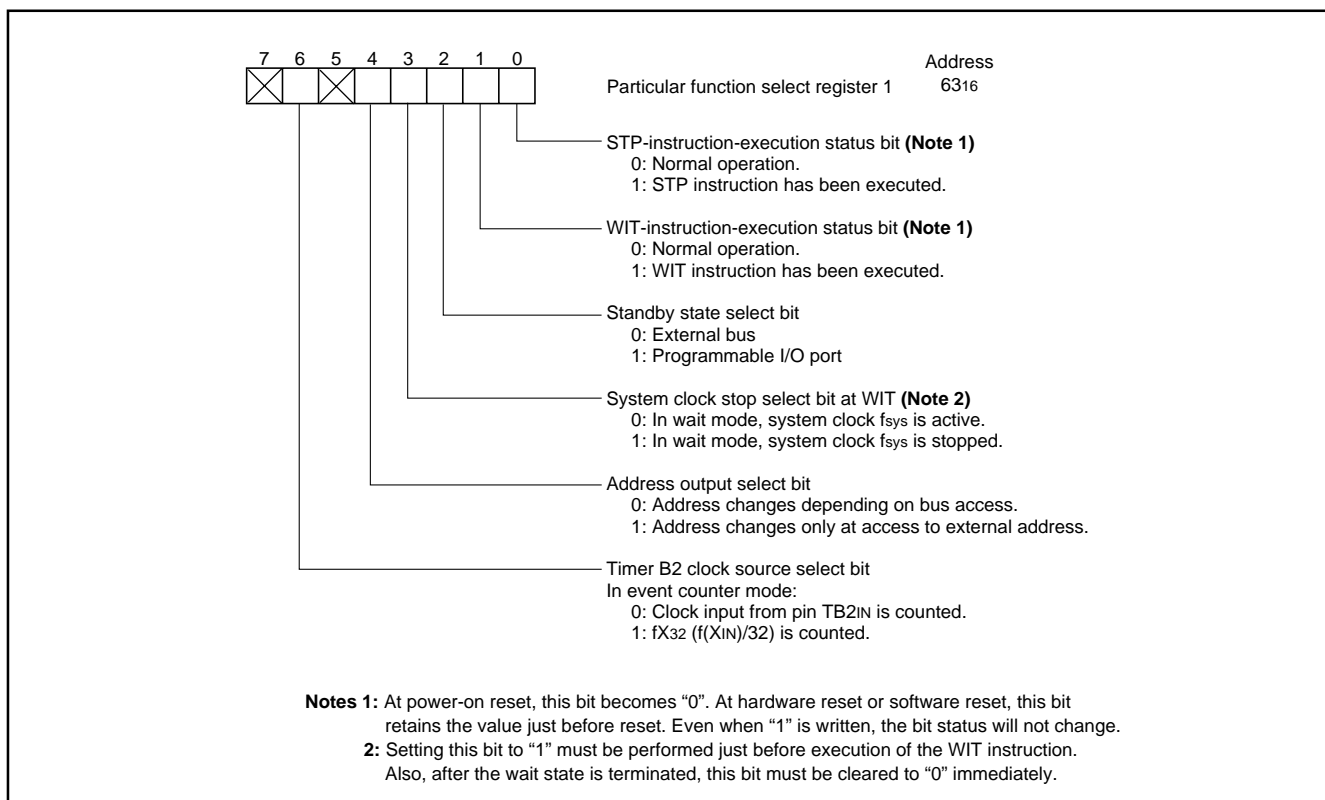 7 6 5 4 3 2 1 0
Address
Particular function select register 1 6316
STP-instruction-execution status bit (Note 1)
0: Normal operation.
1: STP instruction has been executed.
WIT-instruction-execution status bit (Note 1)
0: Normal operation.
1: WIT instruction has been executed.
Standby state select bit
0: External bus
1: Programmable I/O port
System clock stop select bit at WIT (Note 2)
0: In wait mode, system clock fsys is active.
1: In wait mode, system clock fsys is stopped.
Address output select bit
0: Address changes depending on bus access.
1: Address changes only at access to external address.
Timer B2 clock source select bit
In event counter mode:
0: Clock input from pin TB2IN is counted.
1: fX32 (f(XIN)/32) is counted.
Notes 1: At power-on reset, this bit becomes “0”. At hardware reset or software reset, this bit
retains the value just before reset. Even when “1” is written, the bit status will not change.
2: Setting this bit to “1” must be performed just before execution of the WIT instruction.
Also, after the wait state is terminated, this bit must be cleared to “0” immediately.